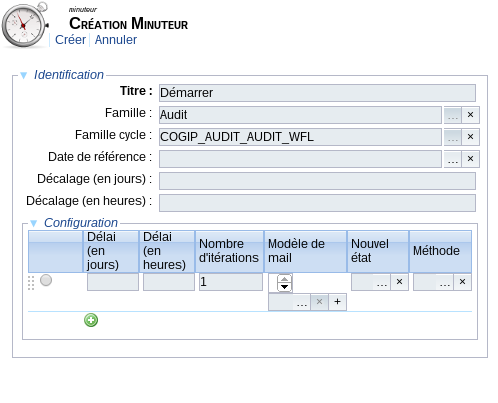 minuteur
Création Minuteur
Créer Annuler
Identification
Titre : Démarrer
Famille : Audit ... ×
Famille cycle : COGIP_AUDIT_AUDIT_WFL ... ×
Date de référence : ... ×
Décalage (en jours) :
Décalage (en heures) :
Configuration
Délai (en jours)
Délai (en heures)
Nombre d'itérations
Modèle de mail
Nouvel état
Méthode
1 ... × ... ×
... × +